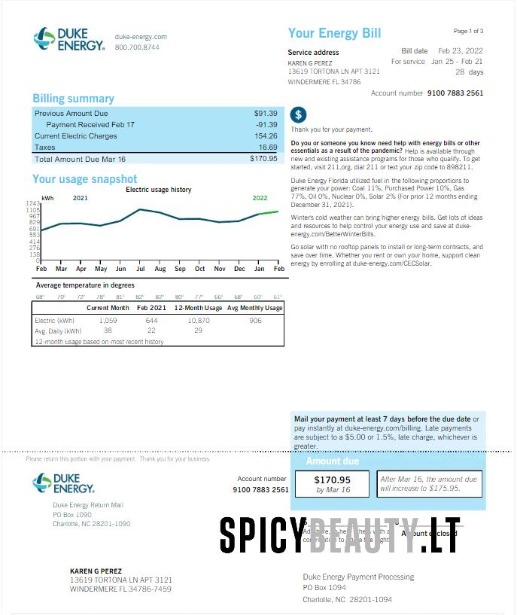 DUKE ENERGY®
duke-energy.com
800.700.8744
Your Energy Bill
Page 1 of 3
Service address
KAREN G PEREZ
13619 TORTONA LN APT 3121
WINDERMERE FL 34786
Bill date Feb 23, 2022
For service Jan 25 - Feb 21
28 days
Account number 9100 7883 2561
Billing summary
Previous Amount Due $91.39
Payment Received Feb 17 -91.39
Current Electric Charges 154.26
Taxes 16.69
Total Amount Due Mar 16 $170.95
$
Thank you for your payment.
Do you or someone you know need help with energy bills or other
essentials as a result of the pandemic? Help is available through
new and existing assistance programs for those who qualify. To get
started, visit 211.org, dial 211 or text your zip code to 898211.
Duke Energy Florida utilized fuel in the following proportions to
generate your power: Coal 11%, Purchased Power 10%, Gas
77%, Oil 0%, Nuclear 0%, Solar 2% (For prior 12 months ending
December 31, 2021).
Winter's cold weather can bring higher energy bills. Get lots of ideas
and resources to help control your energy use and save at duke-
energy.com/BetterWinterBills.
Go solar with no rooftop panels to install or long-term contracts, and
save over time. Whether you rent or own your home, support clean
energy by enrolling at duke-energy.com/CECSolar.
Your usage snapshot
Electric usage history
kWh 2021 2022
1243
1105
967
829
691
553
414
276
138
0
Feb Mar Apr May Jun Jul Aug Sep Oct Nov Dec Jan Feb
Average temperature in degrees
68° 70° 72° 78° 81° 82° 82° 80° 77° 66° 68° 60° 61°
Current Month Feb 2021 12-Month Usage Avg Monthly Usage
Electric (kWh) 1,059 644 10,870 906
Avg. Daily (kWh) 38 22 29
12-month usage based on most recent history
Mail your payment at least 7 days before the due date or
pay instantly at duke-energy.com/billing. Late payments
are subject to a $5.00 or 1.5%, late charge, whichever is
greater.
Please return this portion with your payment. Thank you for your business.
DUKE ENERGY®
Duke Energy Return Mail
PO Box 1090
Charlotte, NC 28201-1090
Account number
9100 7883 2561
Amount due
$170.95
by Mar 16
After Mar 16, the amount due
will increase to $175.95.
Amount enclosed
SPICYBEAUTY.LT
KAREN G PEREZ
13619 TORTONA LN APT 3121
WINDERMERE FL 34786-7459
Duke Energy Payment Processing
PO Box 1094
Charlotte, NC 28201-1094